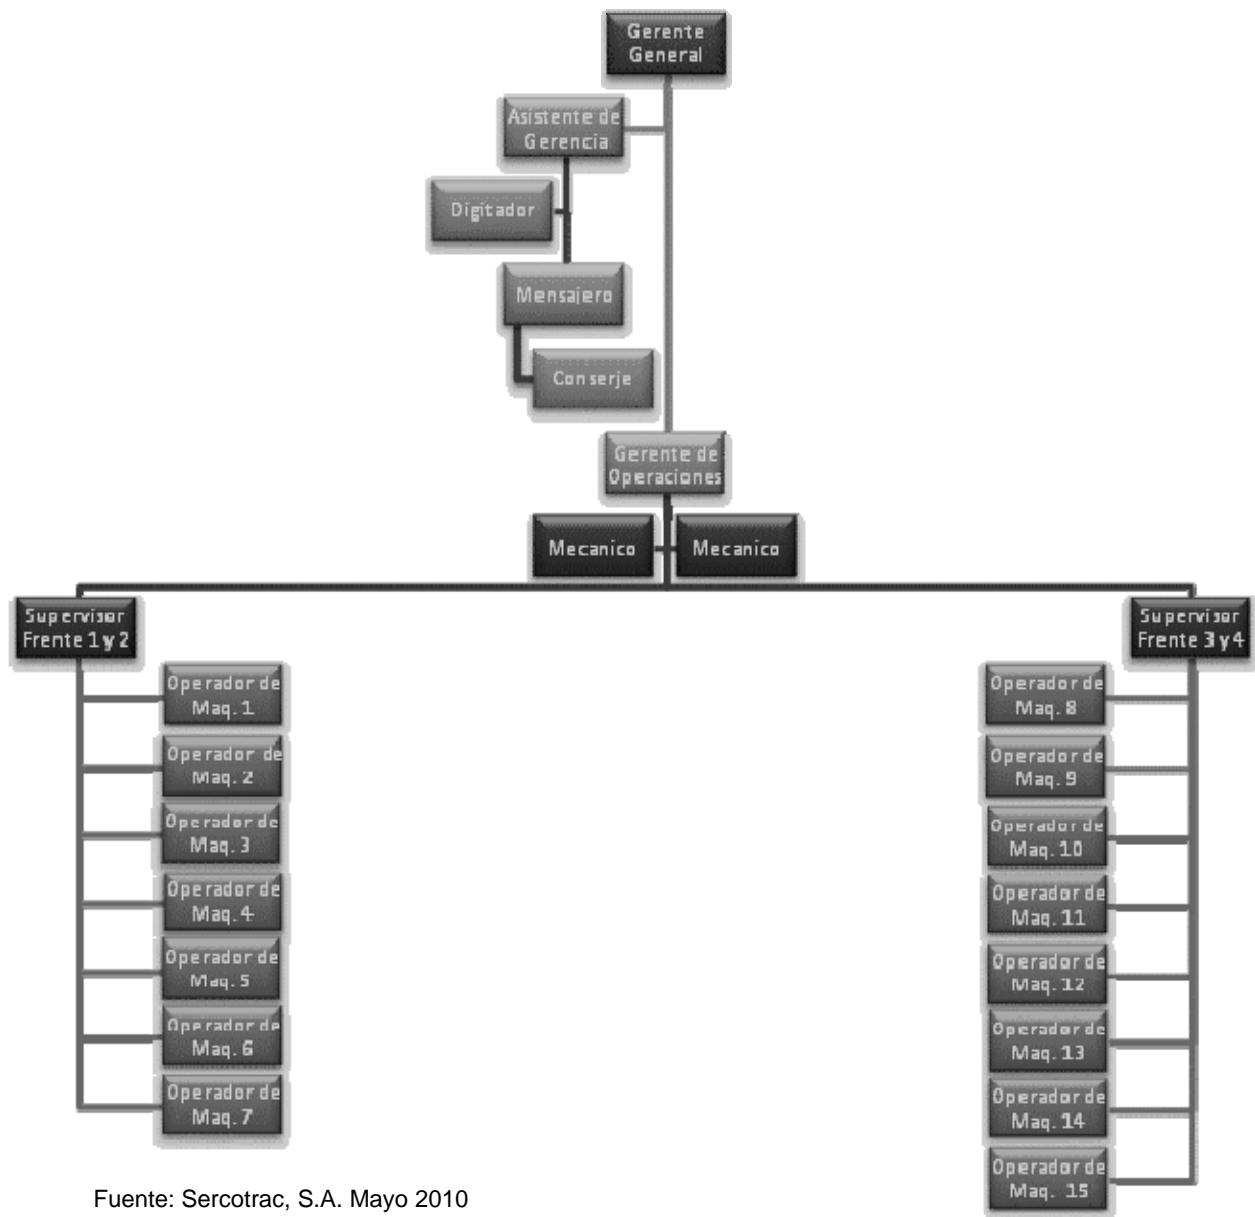 Gerente
General
Asistente de
Gerencia
Digitador
Mensajero
Conserje
Gerente de
Operaciones
Mecanico
Mecanico
Supervisor
Frente 1 y 2
Operador de
Maq. 1
Operador de
Maq. 2
Operador de
Maq. 3
Operador de
Maq. 4
Operador de
Maq. 5
Operador de
Maq. 6
Operador de
Maq. 7
Supervisor
Frente 3 y 4
Operador de
Maq. 8
Operador de
Maq. 9
Operador de
Maq. 10
Operador de
Maq. 11
Operador de
Maq. 12
Operador de
Maq. 13
Operador de
Maq. 14
Operador de
Maq. 15
Fuente: Sercotrac, S.A. Mayo 2010